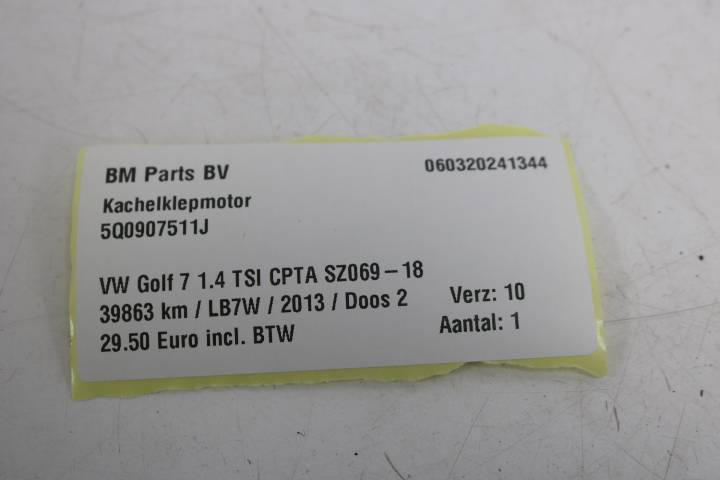 BM Parts BV 060320241344
Kachelklepmotor
5Q0907511J
VW Golf 7 1.4 TSI CPTA SZ069-18
39863 km / LB7W / 2013 / Doos 2 Verz: 10
29.50 Euro incl. BTW Aantal: 1